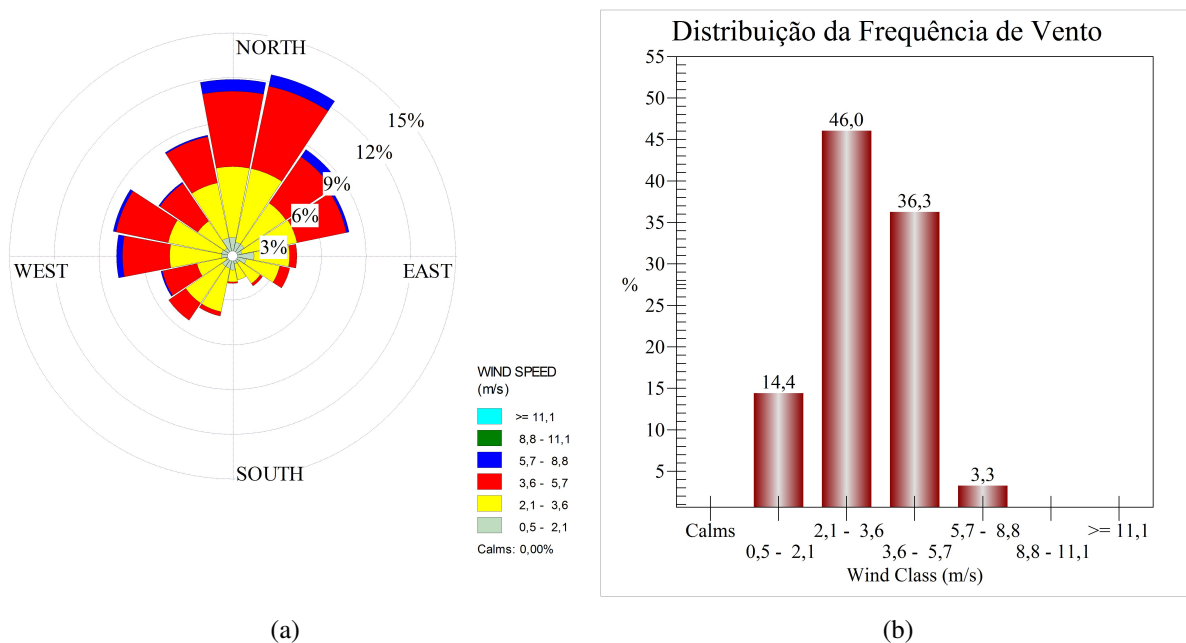 NORTH
15%
12%
9%
6%
3%
WEST
EAST
SOUTH
WIND SPEED
(m/s)
>= 11,1
8,8 - 11,1
5,7 - 8,8
3,6 - 5,7
2,1 - 3,6
0,5 - 2,1
Calms: 0,00%
(a)
Distribuição da Frequência de Vento
55
50
45
40
35
30
25
20
15
10
5
%
14,4
46,0
36,3
3,3
Calms
0,5 - 2,1
2,1 - 3,6
3,6 - 5,7
5,7 - 8,8
8,8 - 11,1
>= 11,1
Wind Class (m/s)
(b)